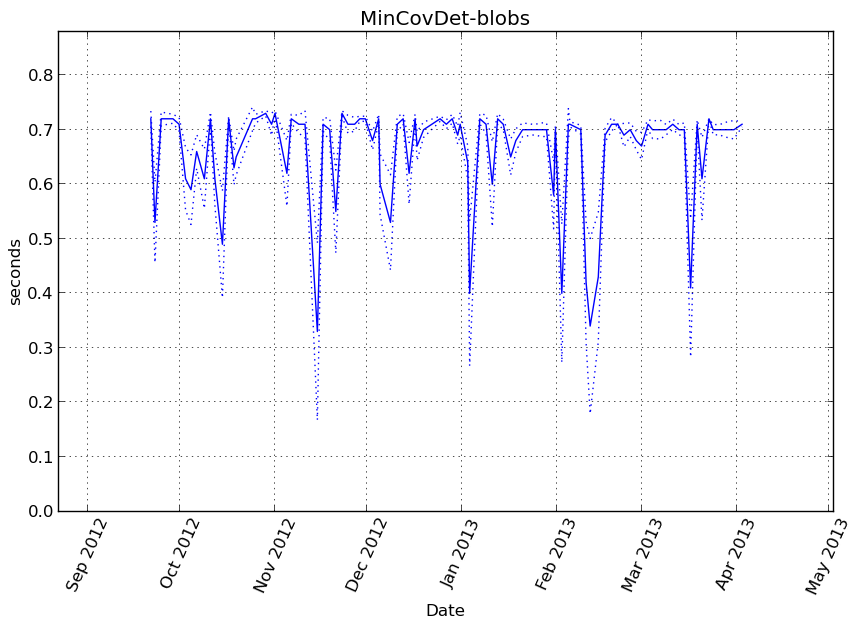 MinCovDet-blobs
0.8
0.7
0.6
0.5
0.4
0.3
0.2
0.1
0.0
seconds
Sep 2012
Oct 2012
Nov 2012
Dec 2012
Jan 2013
Feb 2013
Mar 2013
Apr 2013
May 2013
Date